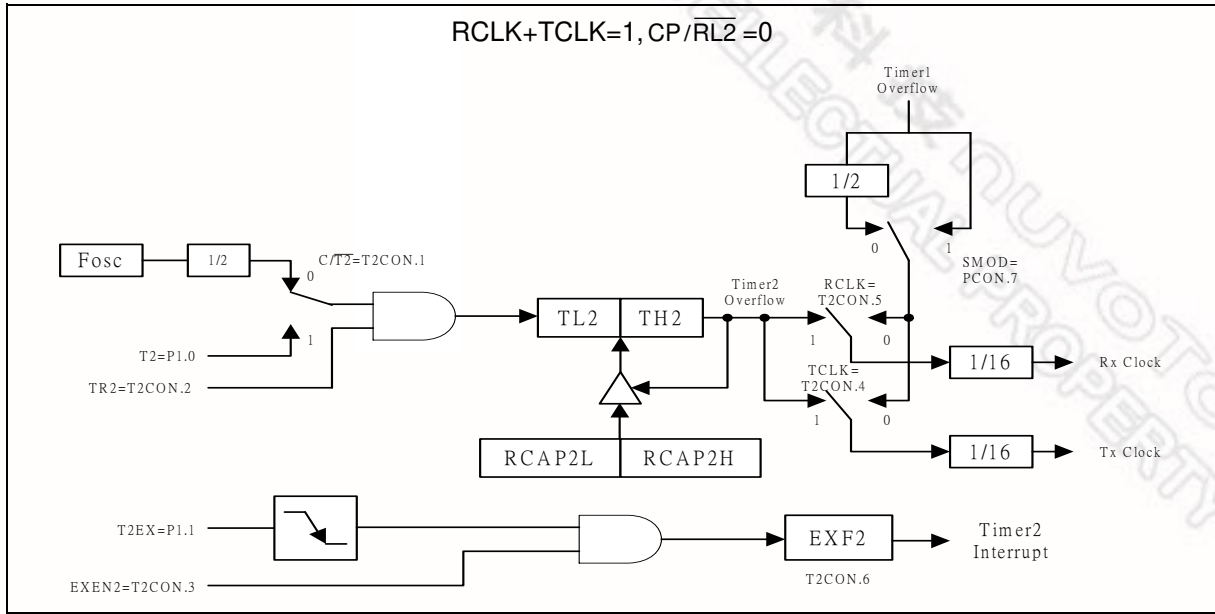 RCLK+TCLK=1, CP/RL2 =0
Timer1
Overflow
1/2
0
1
SMOD=
PCON.7
Fosc
1/2
C/T2=T2CON.1
0
1
T2=P1.0
TR2=T2CON.2
TL2
TH2
Timer2
Overflow
RCLK=
T2CON.5
1
0
1/16
Rx Clock
TCLK=
T2CON.4
1
0
1/16
Tx Clock
RCAP2L
RCAP2H
T2EX=P1.1
EXEN2=T2CON.3
EXF2
T2CON.6
Timer2
Interrupt
nuvoTo
ELLECTUAL PROPERTY